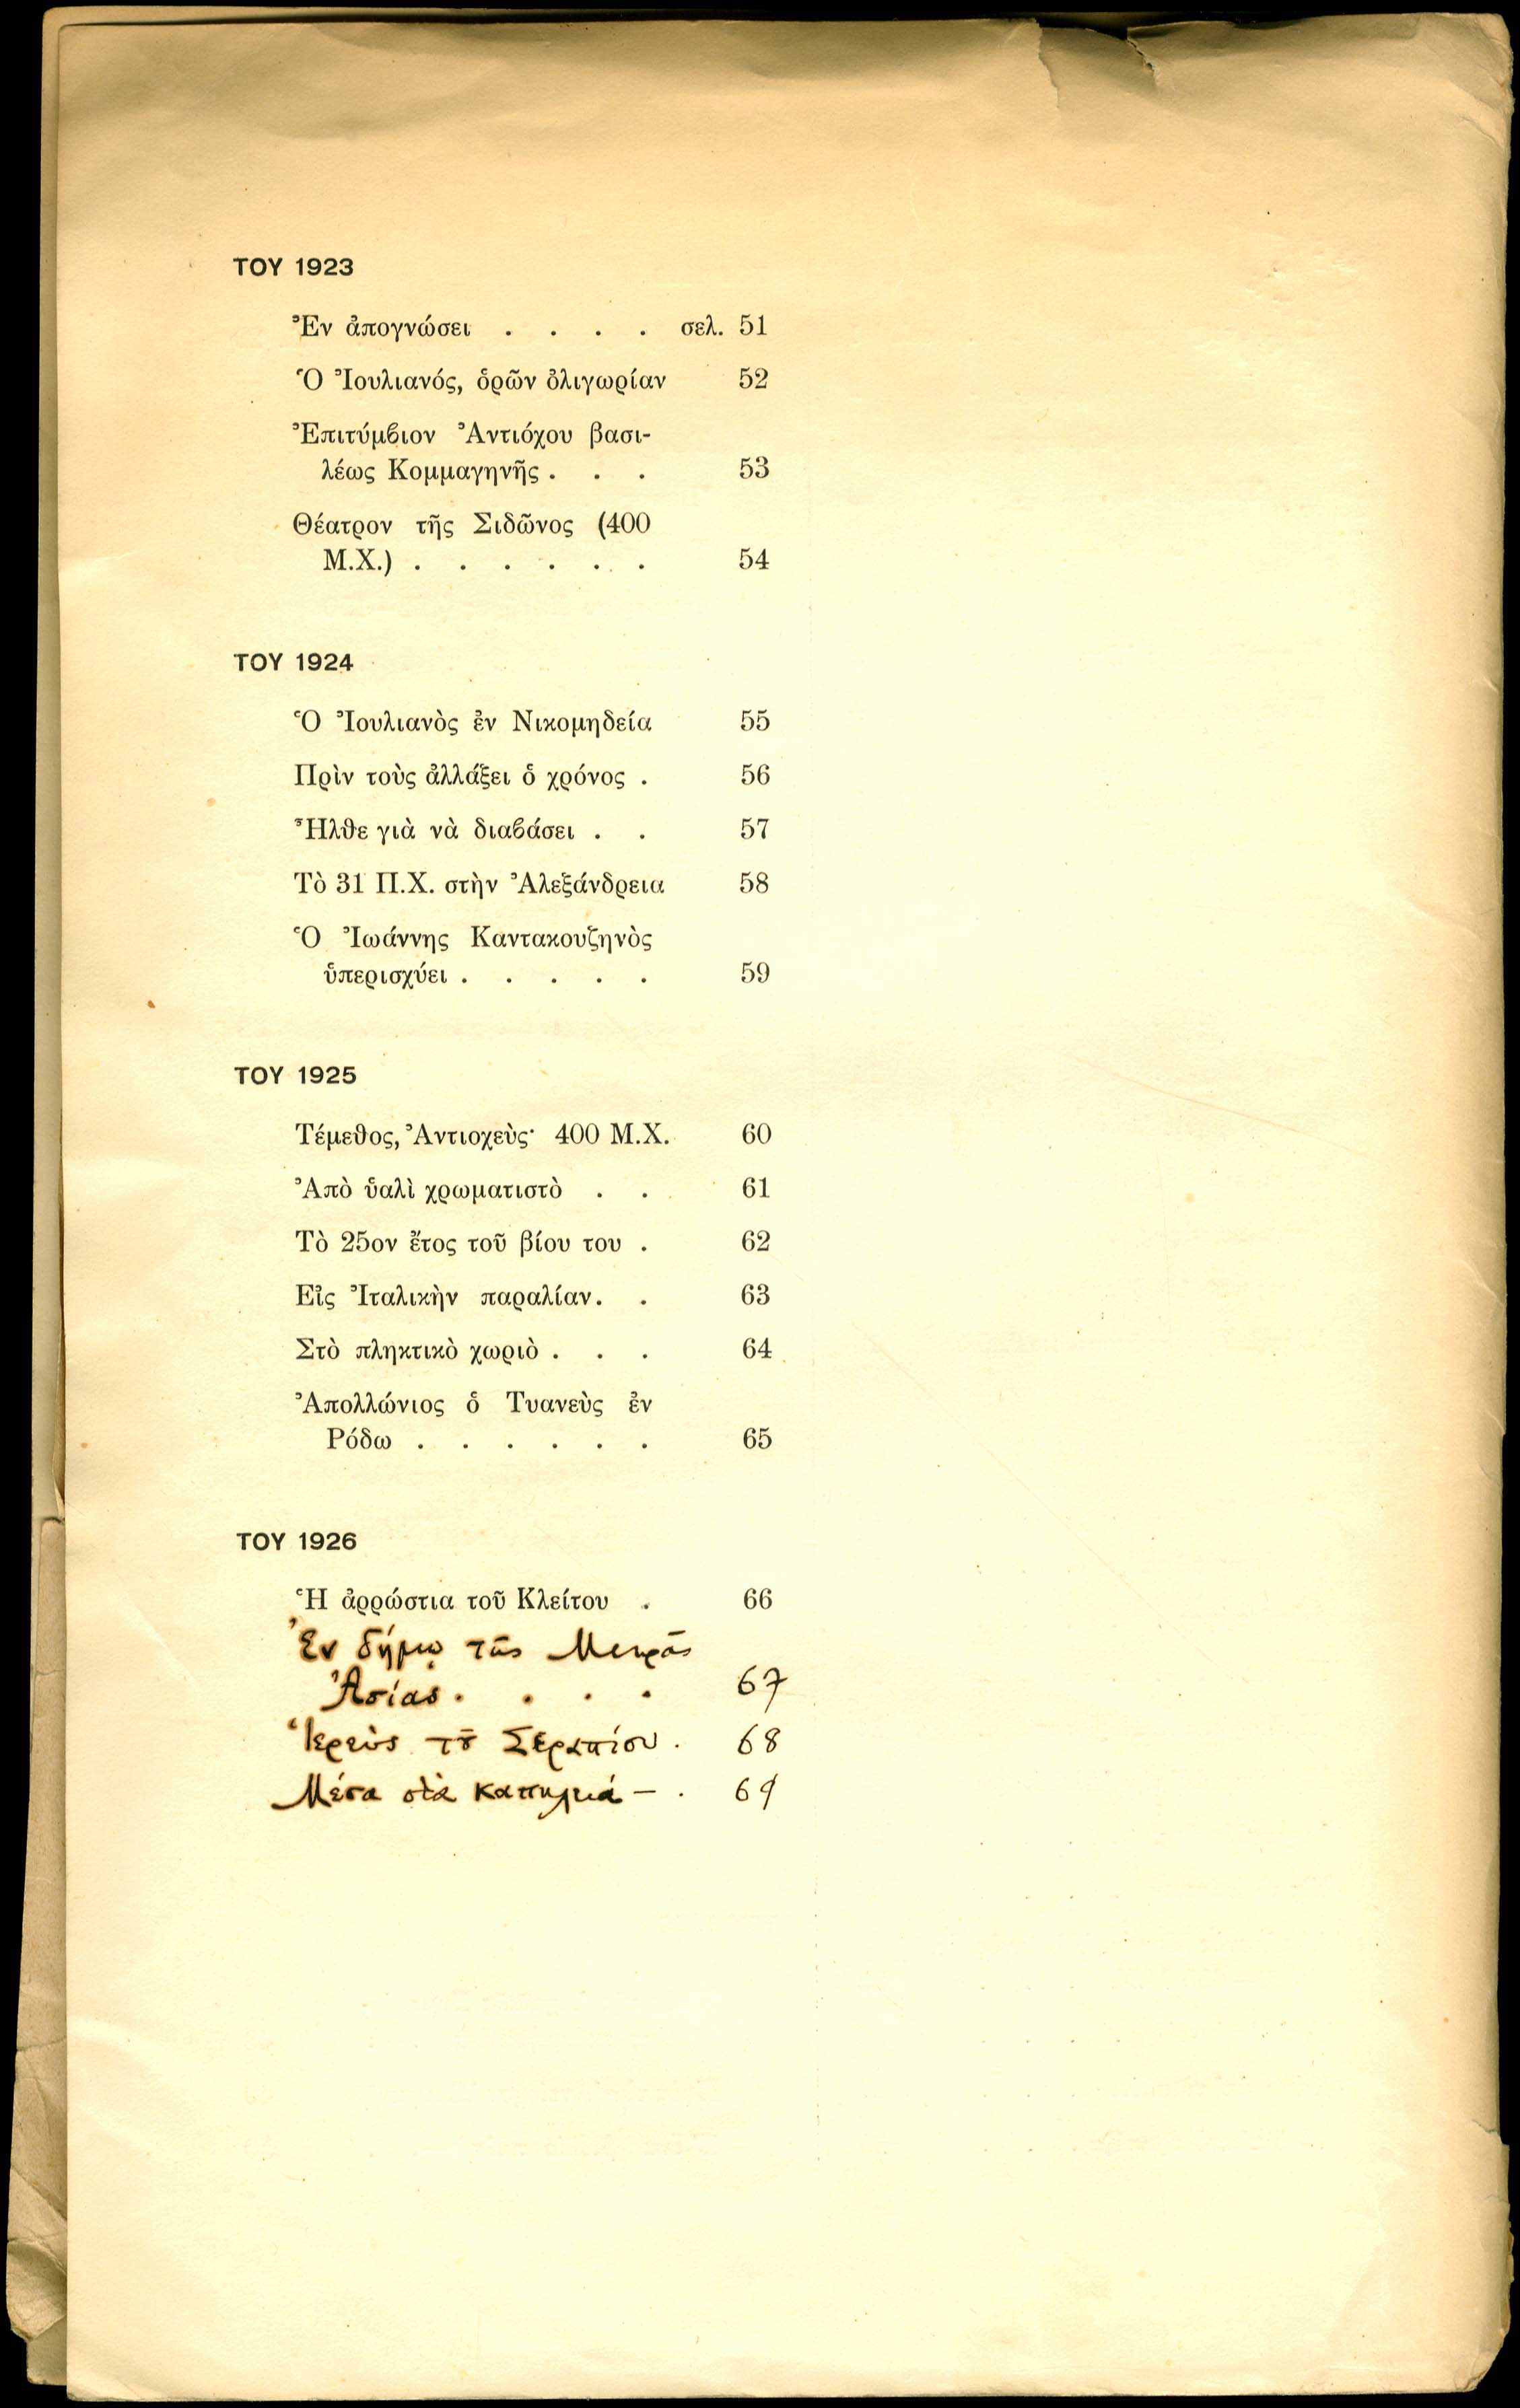 ΤΟΥ 1923
Ἐν ἀπογνώσει . . . . σελ. 51
Ὁ Ἰουλιανός, ὁρῶν ὀλιγωρίαν 52
Ἐπιτύμϐιον Ἀντιόχου βασι-
λέως Κομμαγηνῆς . . . 53
Θέατρον τῆς Σιδῶνος (400
Μ.Χ.) . . . . . . 54
ΤΟΥ 1924
Ὁ Ἰουλιανὸς ἐν Νικομηδεία 55
Πρὶν τοὺς ἀλλάξει ὁ χρόνος . 56
Ἦλθε γιὰ νὰ διαϐάσει . . 57
Τὸ 31 Π.Χ. στὴν Ἀλεξάνδρεια 58
Ὁ Ἰωάννης Καντακουζηνὸς
ὑπερισχύει . . . . . 59
ΤΟΥ 1925
Τέμεθος, Ἀντιοχεὺς· 400 Μ.Χ. 60
Ἀπὸ ὑαλὶ χρωματιστὸ . . 61
Τὸ 25ον ἔτος τοῦ βίου του . 62
Εἰς Ἰταλικὴν παραλίαν. . 63
Στὸ πληκτικὸ χωριὸ . . . 64
Ἀπολλώνιος ὁ Τυανεὺς ἐν
Ρόδω . . . . . . 65
ΤΟΥ 1926
Ἡ ἀρρώστια τοῦ Κλείτου . 66
Ἐν δήμῳ τῆς Μικρᾶς
Ἀσίας . . . . 67
Ἱερεὺς τοῦ Σεραπίου . 68
Μέσα στὰ καπηλειά — . 69